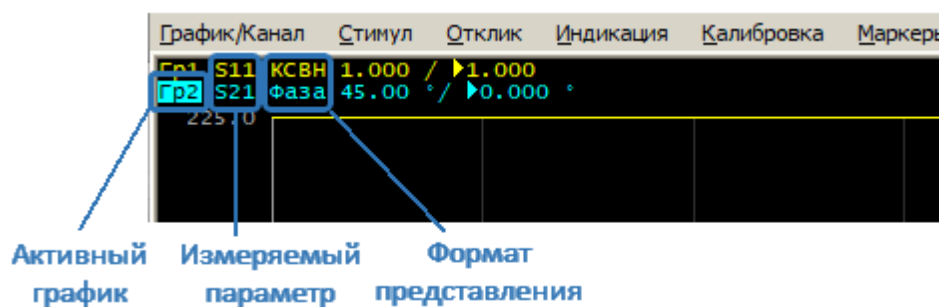 График/Канал Стимул Отклик Индикация Калибровка Маркеры
Гр1 S11 КСВН 1.000 / ▶1.000
Гр2 S21 Фаза 45.00 °/ ▶0.000 °
225.0
Активный график
Измеряемый параметр
Формат представления